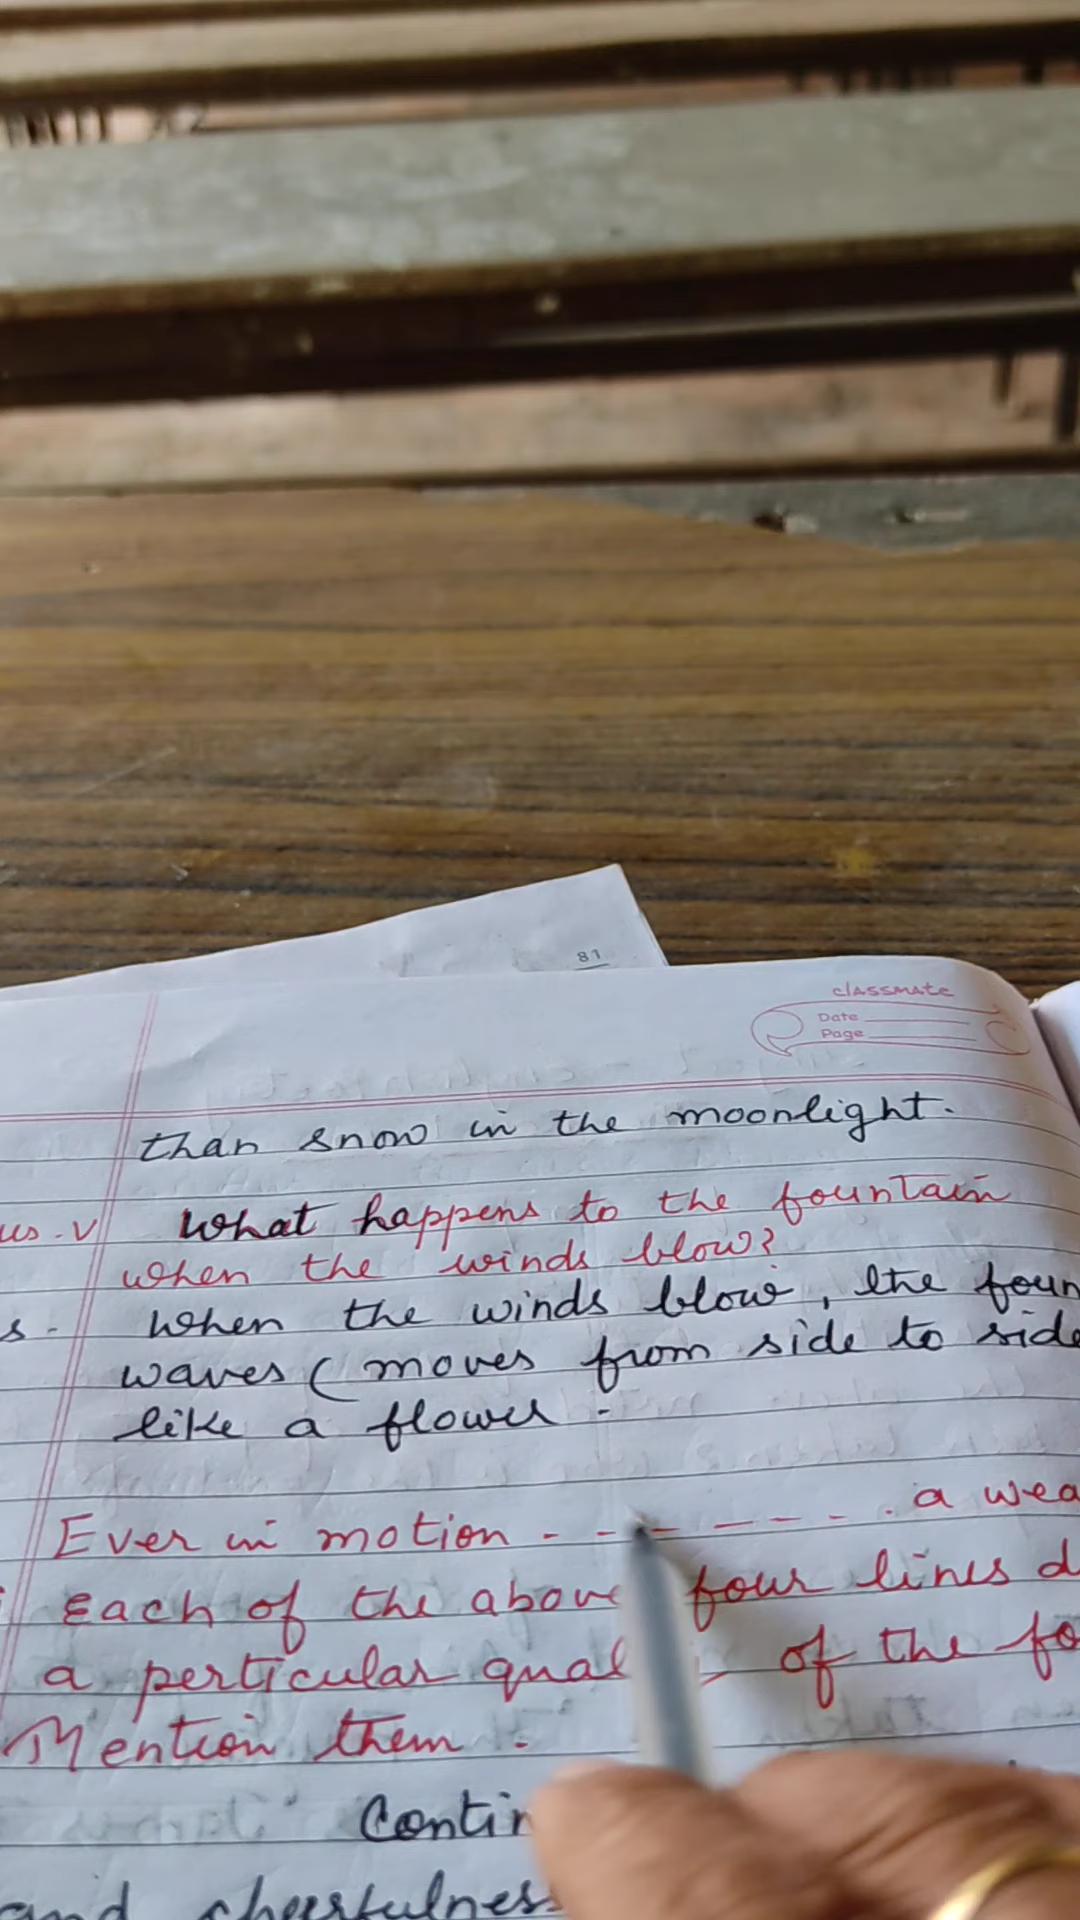 81
classmate
Date
Page
than snow in the moonlight.
us. V What happens to the fountain
when the winds blow?
s. When the winds blow, the foun
waves (moves from side to side
like a flower.
Ever in motion - - - - - - - . a wea
Each of the above four lines d
a perticular qual of the fo
Mention them.
Contin
and cheerfulness